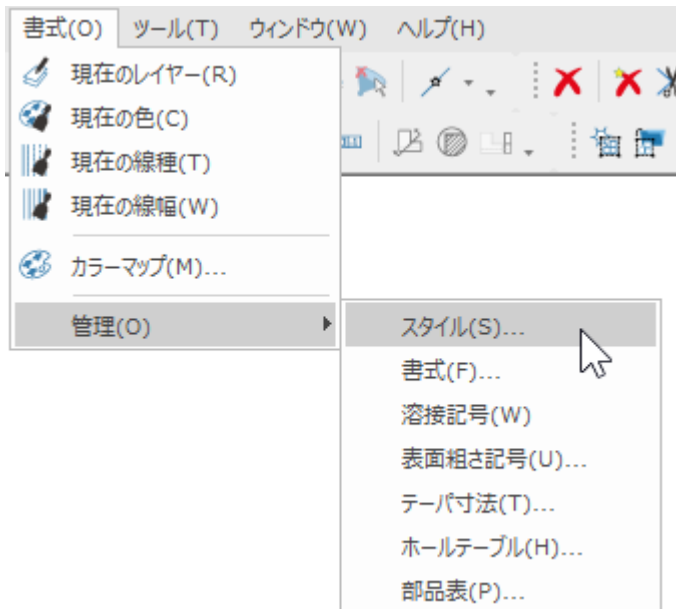 書式(O) ツール(T) ウィンドウ(W) ヘルプ(H)
現在のレイヤー(R)
現在の色(C)
現在の線種(T)
現在の線幅(W)
カラーマップ(M)...
管理(O)
スタイル(S)...
書式(F)...
溶接記号(W)
表面粗さ記号(U)...
テーパ寸法(T)...
ホールテーブル(H)...
部品表(P)...